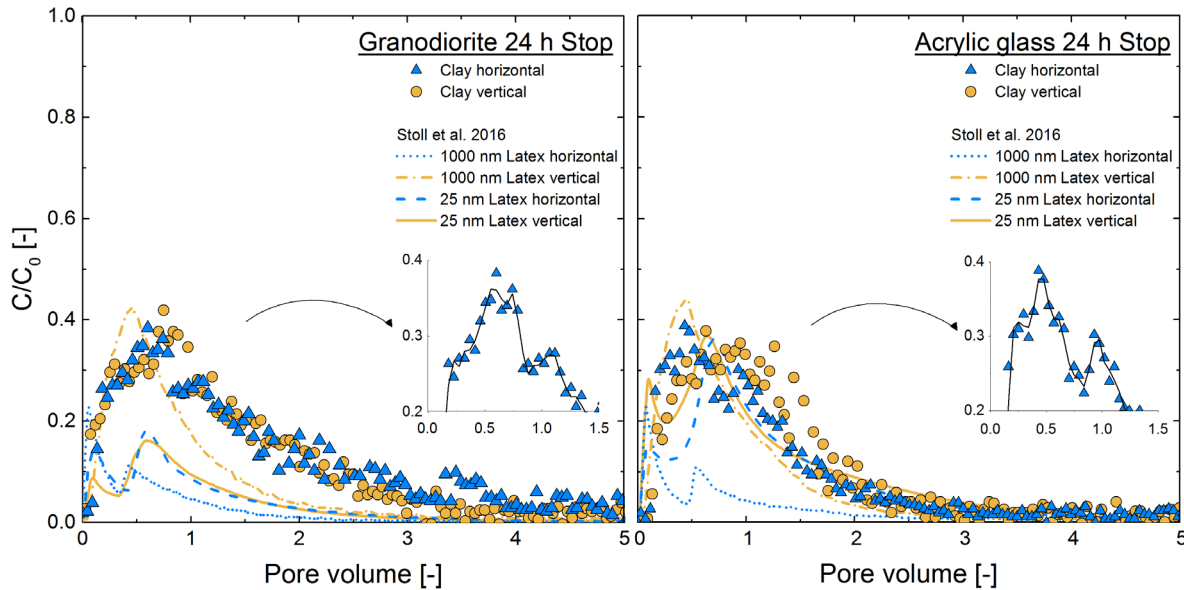 Granodiorite 24 h Stop
Clay horizontal
Clay vertical
Stoll et al. 2016
1000 nm Latex horizontal
1000 nm Latex vertical
25 nm Latex horizontal
25 nm Latex vertical
C/C0 [-]
1.0
0.8
0.6
0.4
0.2
0.0
0 1 2 3 4 5
Pore volume [-]
0.4
0.3
0.2
0.0 0.5 1.0 1.5
Acrylic glass 24 h Stop
Clay horizontal
Clay vertical
Stoll et al. 2016
1000 nm Latex horizontal
1000 nm Latex vertical
25 nm Latex horizontal
25 nm Latex vertical
0.4
0.3
0.2
0.0 0.5 1.0 1.5
0 1 2 3 4 5
Pore volume [-]